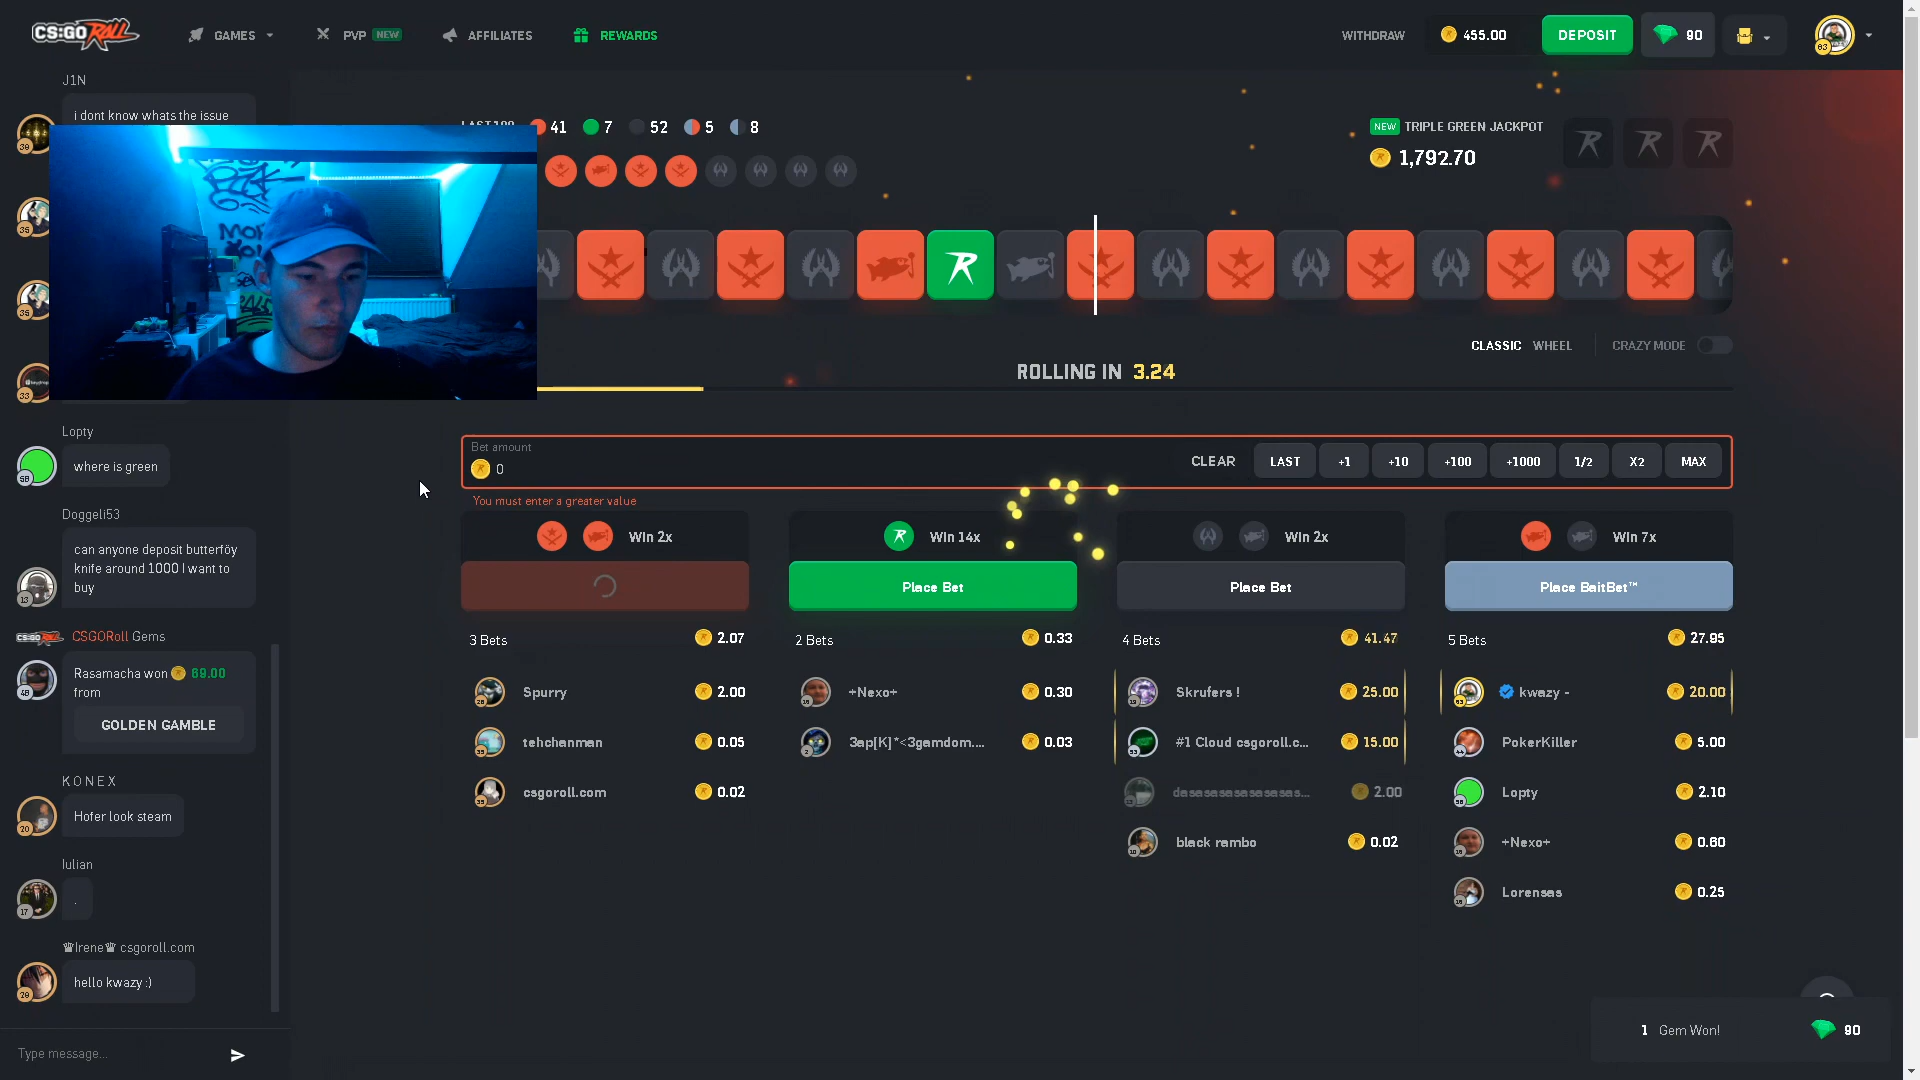 CS:GO ROLL
GAMES
PVP NEW
AFFILIATES
REWARDS
WITHDRAW
455.00
DEPOSIT
90
63
J1N
i dont know whats the issue
41
7
52
5
8
NEW TRIPLE GREEN JACKPOT
1,792.70
CLASSIC
WHEEL
CRAZY MODE
ROLLING IN 3.24
Lopty
where is green
Doggeli53
can anyone deposit butterföy
knife around 1000 I want to
buy
CSGORoll Gems
Rasamacha won 89.00
from
GOLDEN GAMBLE
KONEX
Hofer look steam
Iulian
.
♛Irene♛ csgoroll.com
hello kwazy :)
Type message...
Bet amount
0
CLEAR
LAST
+1
+10
+100
+1000
1/2
X2
MAX
You must enter a greater value
Win 2x
3 Bets 2.07
Spurry 2.00
tehchanman 0.05
csgoroll.com 0.02
Win 14x
Place Bet
2 Bets 0.33
+Nexo+ 0.30
3ap[K]*<3gamdom.... 0.03
Win 2x
Place Bet
4 Bets 41.47
Skrufers ! 25.00
#1 Cloud csgoroll.c... 15.00
dasasasasasasasas... 2.00
black rambo 0.02
Win 7x
Place BaitBet™
5 Bets 27.95
kwazy - 20.00
PokerKiller 5.00
Lopty 2.10
+Nexo+ 0.60
Lorensas 0.25
1 Gem Won! 90